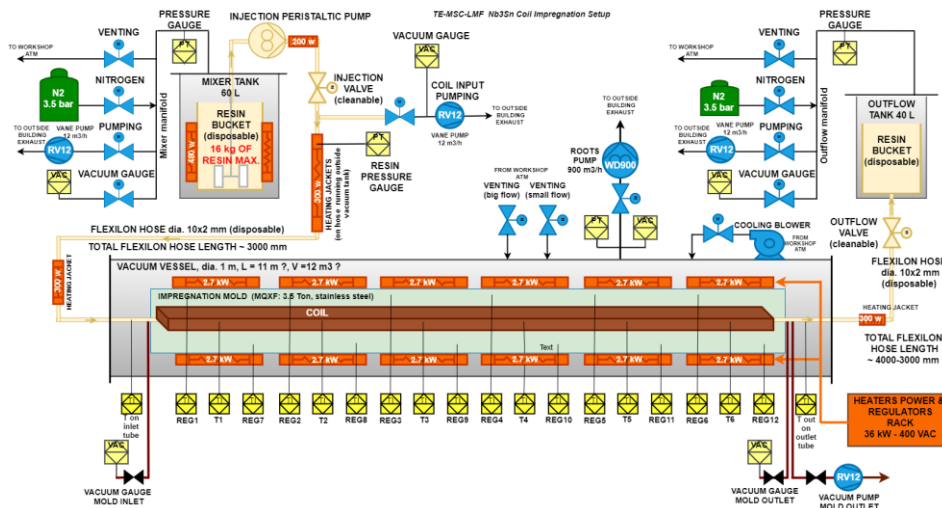 TE-MSC-LMF Nb3Sn Coil Impregnation Setup
PRESSURE
GAUGE
PT
VENTING
TO WORKSHOP
ATM
NITROGEN
N2
3.5 bar
PUMPING
TO OUTSIDE
BUILDING
EXHAUST
VANE PUMP
12 m3/h
RV12
VACUUM GAUGE
VAC
Mixer manifold
MIXER TANK
60 L
RESIN
BUCKET
(disposable)
16 kg OF
RESIN MAX.
400 w
INJECTION PERISTALTIC PUMP
200 w
INJECTION
VALVE
(cleanable)
VACUUM GAUGE
VAC
COIL INPUT
PUMPING
RV12
VANE PUMP
12 m3/h
TO OUTSIDE
BUILDING
EXHAUST
PT
RESIN
PRESSURE
GAUGE
300 w
HEATING JACKETS
(on hose running outside
vacuum tank)
TO OUTSIDE
BUILDING
EXHAUST
ROOTS
PUMP
900 m3/h
WD900
FROM WORKSHOP
ATM
VENTING
(big flow)
VENTING
(small flow)
PT
VAC
COOLING BLOWER
FROM
WORKSHOP
ATM
PRESSURE
GAUGE
PT
VENTING
TO WORKSHOP
ATM
NITROGEN
N2
3.5 bar
PUMPING
TO OUTSIDE
BUILDING
EXHAUST
VANE PUMP
12 m3/h
RV12
VACUUM GAUGE
VAC
Outflow manifold
OUTFLOW
TANK 40 L
RESIN
BUCKET
(disposable)
OUTFLOW
VALVE
(cleanable)
FLEXILON HOSE
dia. 10x2 mm
(disposable)
HEATING JACKET
300 w
TOTAL FLEXILON
HOSE LENGTH
~ 4000-3000 mm
FLEXILON HOSE dia. 10x2 mm (disposable)
TOTAL FLEXILON HOSE LENGTH ~ 3000 mm
300 w
HEATING JACHET
VACUUM VESSEL, dia. 1 m, L = 11 m ?, V =12 m3 ?
2.7 kW
2.7 kW
2.7 kW
2.7 kW
2.7 kW
2.7 kW
IMPREGNATION MOLD (MQXF: 3.5 Ton, stainless steel)
COIL
Text
2.7 kW
2.7 kW
2.7 kW
2.7 kW
2.7 kW
2.7 kW
T on
inlet
tube
REG1
T1
REG7
REG2
T2
REG8
REG3
T3
REG9
REG4
T4
REG10
REG5
T5
REG11
REG6
T6
REG12
T out
on
outlet
tube
HEATERS POWER &
REGULATORS
RACK
36 kW - 400 VAC
VAC
VACUUM GAUGE
MOLD INLET
VAC
VACUUM GAUGE
MOLD OUTLET
RV12
VACUUM PUMP
MOLD OUTLET